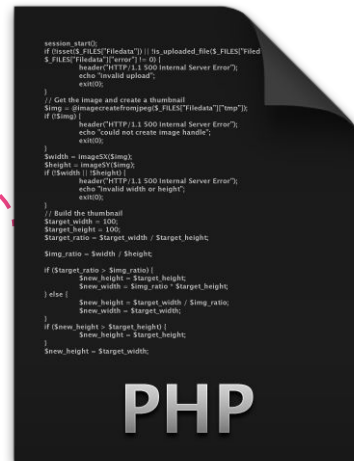 session_start();
if (!isset($_FILES["Filedata"]) || !is_uploaded_file($_FILES["Filed
$_FILES["Filedata"]["error"] != 0) {
header("HTTP/1.1 500 Internal Server Error");
echo "Invalid upload";
exit(0);
}
// Get the image and create a thumbnail
$img = @imagecreatefromjpeg($_FILES["Filedata"]["tmp");
if (!$img) {
header("HTTP/1.1 500 Internal Server Error");
echo "could not create image handle";
exit(0);
}
$width = imageSX($img);
$height = imageSY($img);
if (!$width || !$height) {
header("HTTP/1.1 500 Internal Server Error");
echo "Invalid width or height";
exit(0);
}
// Build the thumbnail
$target_width = 100;
$target_height = 100;
$target_ratio = $target_width / $target_height;
$img_ratio = $width / $height;
if ($target_ratio > $img_ratio) {
$new_height = $target_height;
$new_width = $img_ratio * $target_height;
} else {
$new_height = $target_width / $img_ratio;
$new_width = $target_width;
}
if ($new_height > $target_height) {
$new_height = $target_height;
}
$new_height = $target_width;
PHP